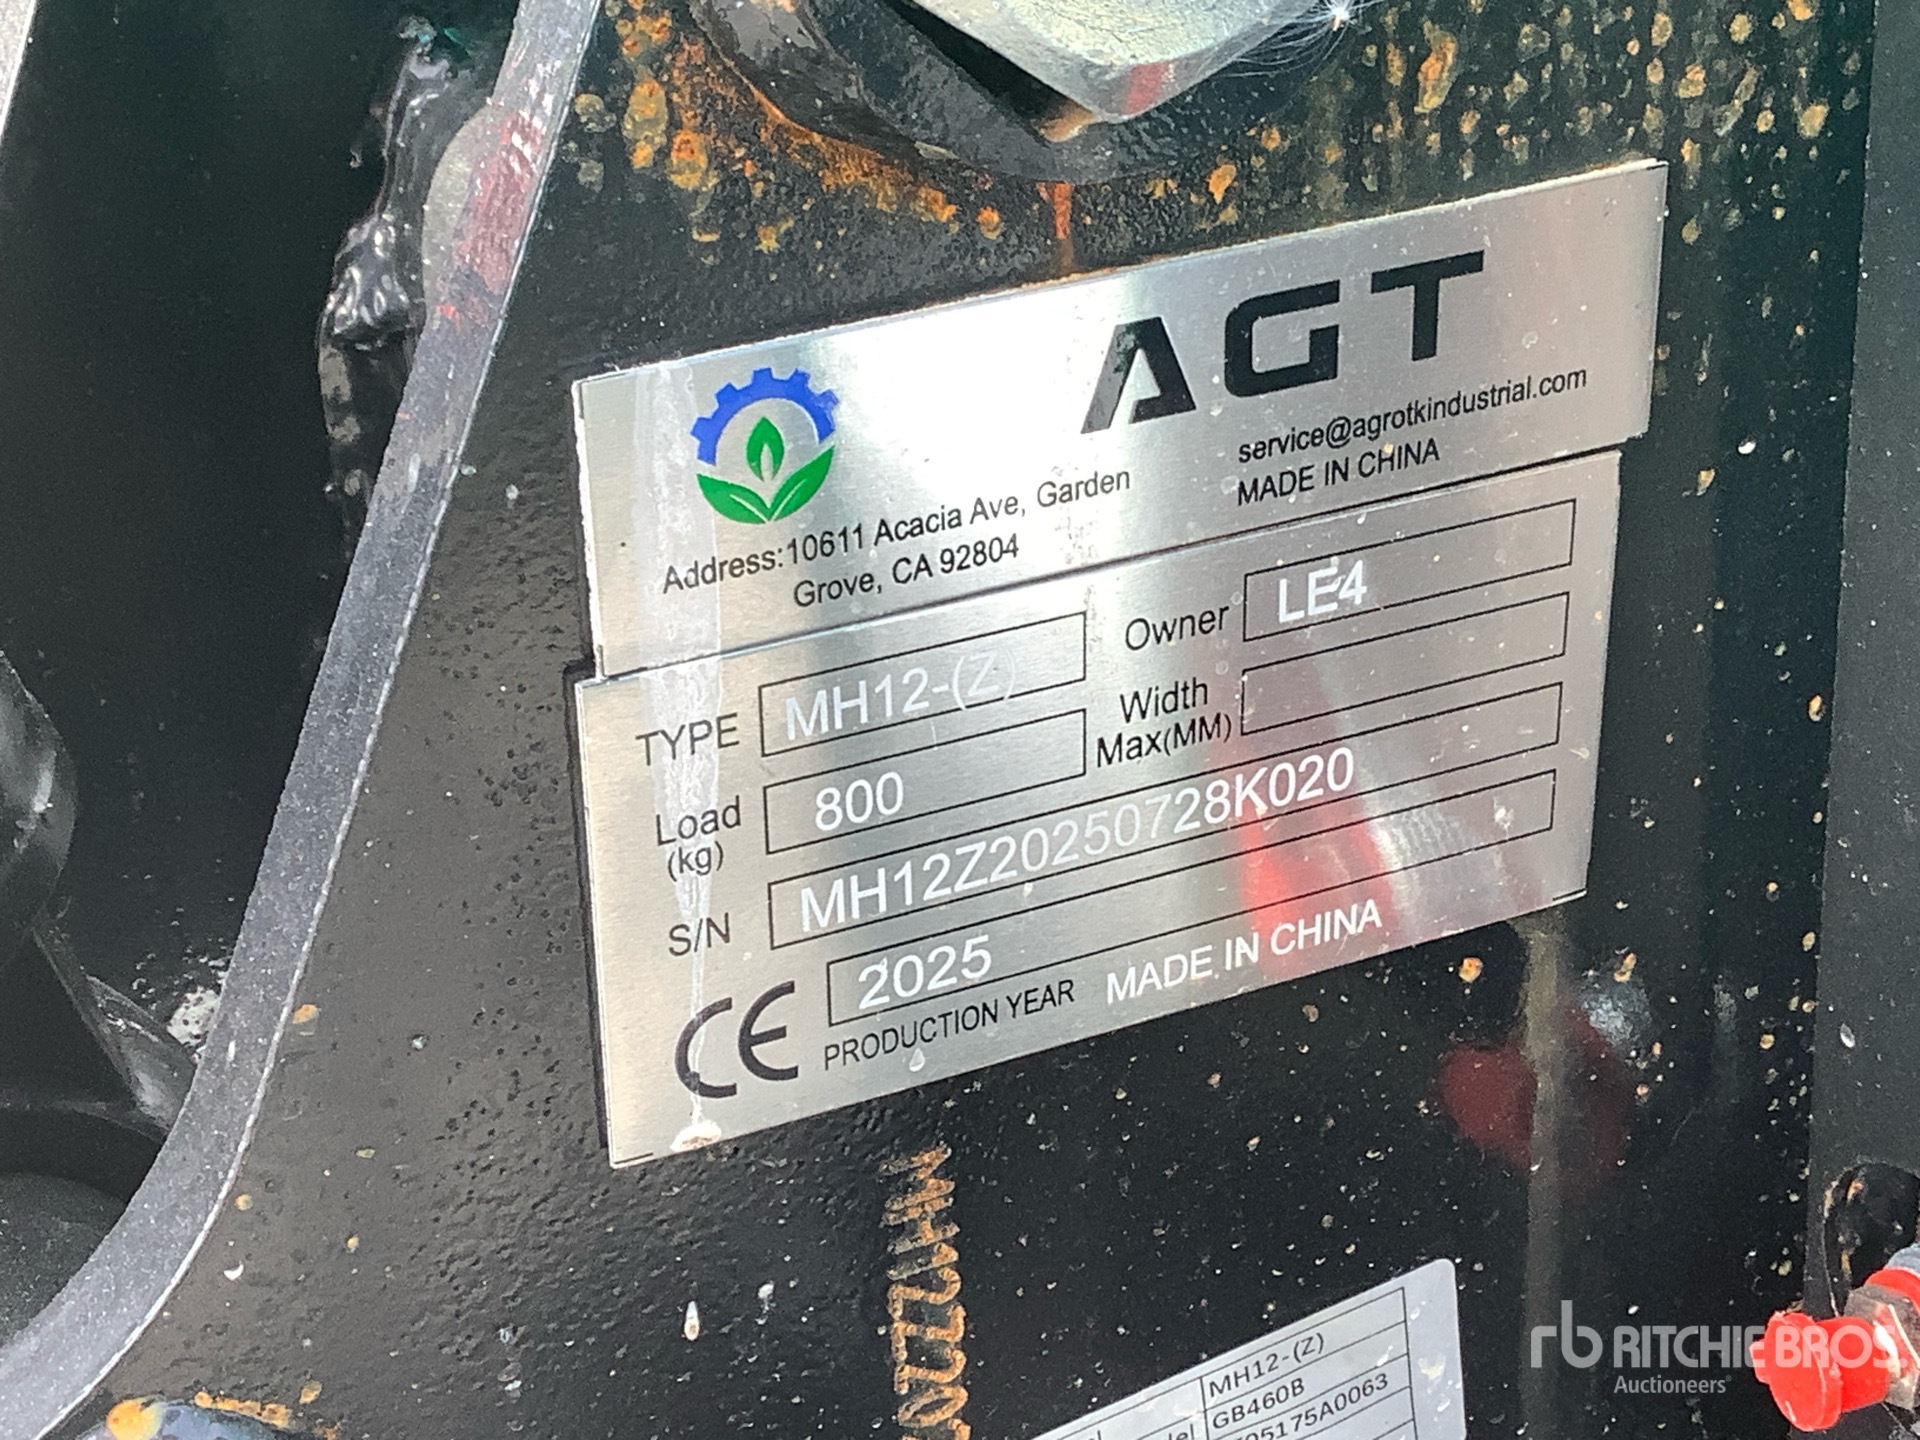 AGT
service@agrotkindustrial.com
MADE IN CHINA
Address:10611 Acacia Ave, Garden
Grove, CA 92804
TYPE MH12-(Z) Owner LE4
Load (kg) 800 Width Max(MM)
S/N MH12Z20250728K020
CE 2025
PRODUCTION YEAR MADE IN CHINA
MH12Z20
MH12-(Z)
GB460B
5175A0063
rb RITCHIE BROS.
Auctioneers